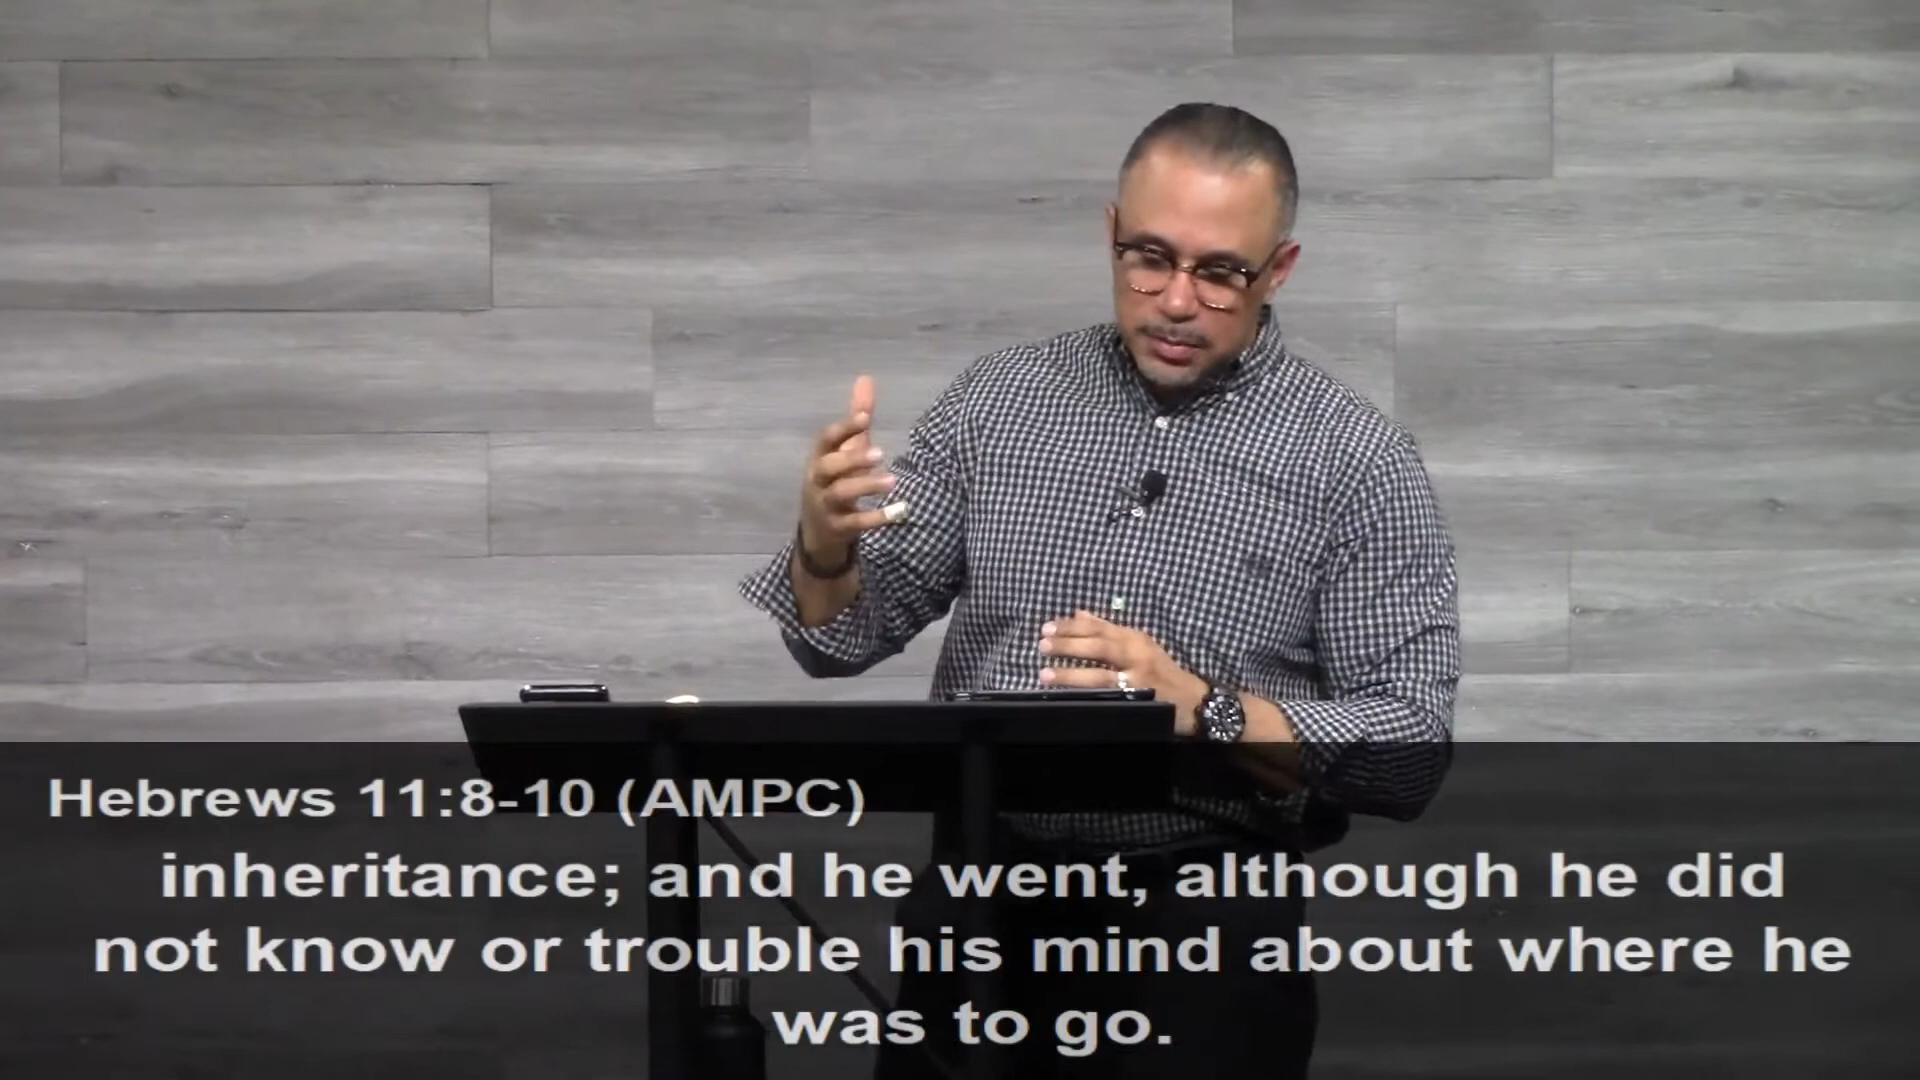 Hebrews 11:8-10 (AMPC)
inheritance; and he went, although he did
not know or trouble his mind about where he
was to go.